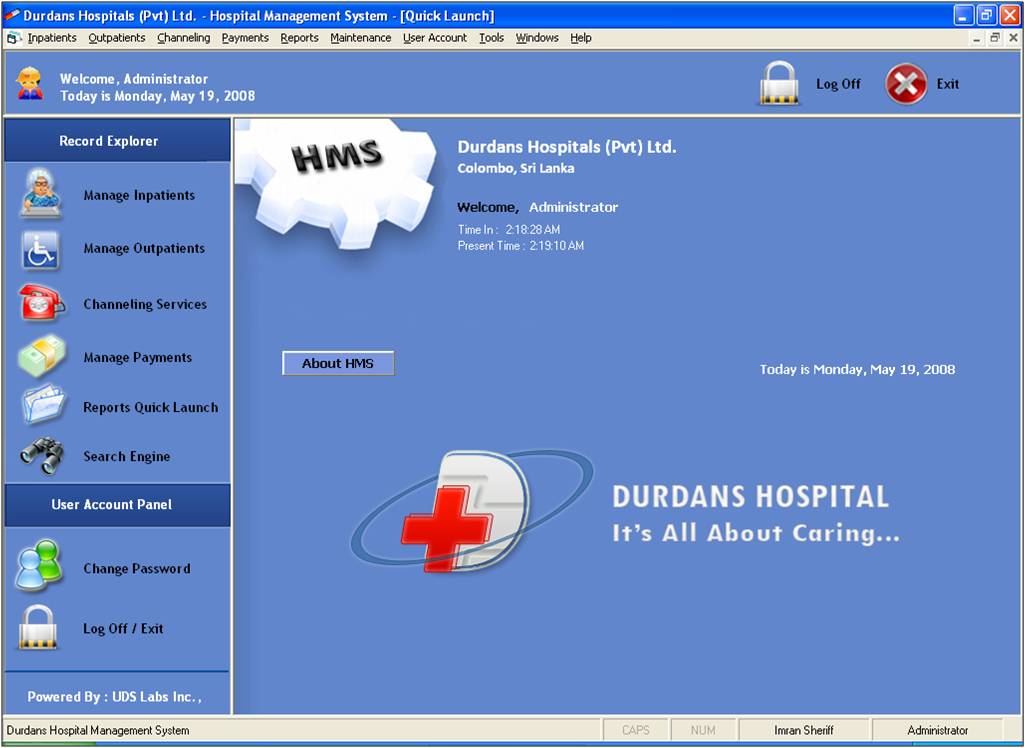 Durdans Hospitals (Pvt) Ltd. - Hospital Management System - [Quick Launch]
Inpatients Outpatients Channeling Payments Reports Maintenance User Account Tools Windows Help
Welcome, Administrator
Today is Monday, May 19, 2008
Log Off
Exit
Record Explorer
Manage Inpatients
Manage Outpatients
Channeling Services
Manage Payments
Reports Quick Launch
Search Engine
User Account Panel
Change Password
Log Off / Exit
Powered By : UDS Labs Inc.,
HMS
Durdans Hospitals (Pvt) Ltd.
Colombo, Sri Lanka
Welcome, Administrator
Time In : 2:18:28 AM
Present Time : 2:19:10 AM
About HMS
Today is Monday, May 19, 2008
DURDANS HOSPITAL
It's All About Caring...
Durdans Hospital Management System
CAPS
NUM
Imran Sheriff
Administrator